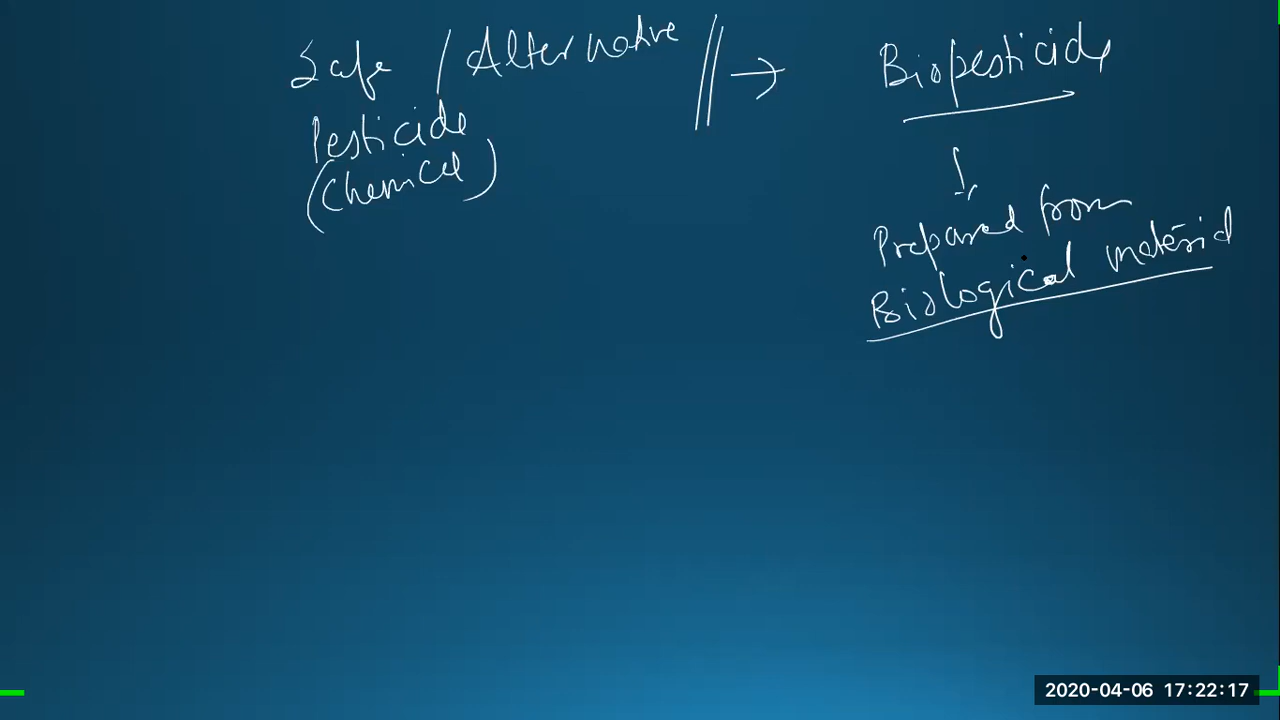 Safe / Alternative || → Biopesticide
Pesticide
(Chemical)
↓
Prepared from
Biological material
2020-04-06 17:22:17